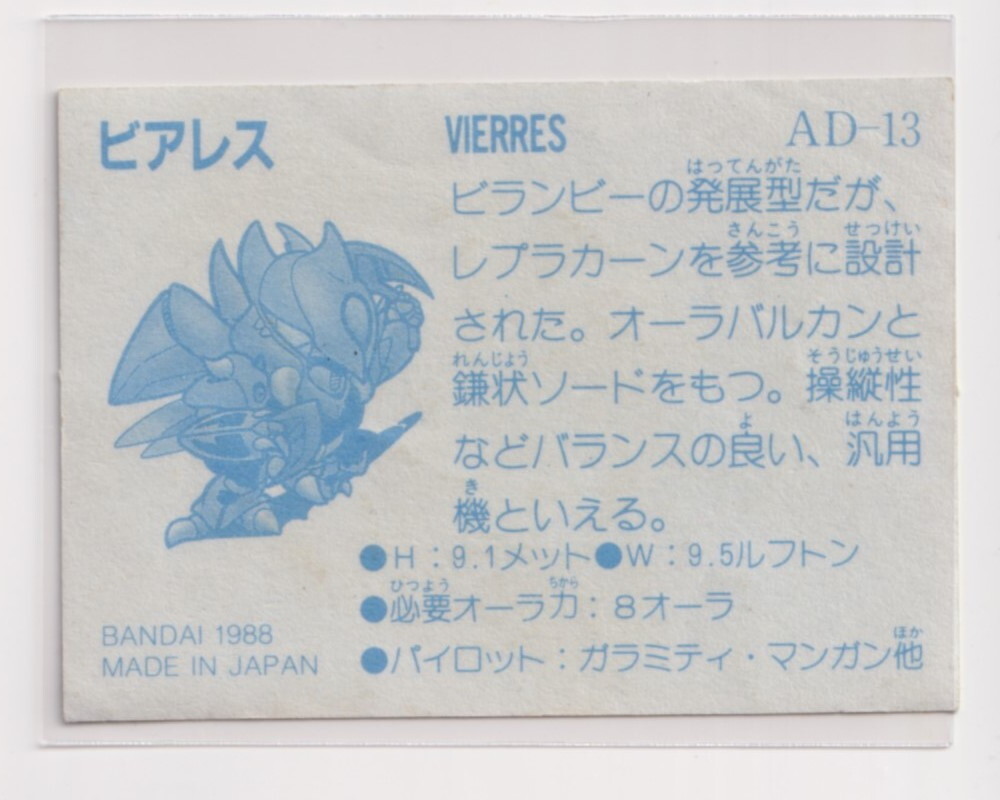 ビアレス
VIERRES
AD-13
はってんがた
ビランビーの発展型だが、
さんこう せっけい
レプラカーンを参考に設計
された。オーラバルカンと
れんじょう そうじゅうせい
鎌状ソードをもつ。操縦性
よ はんよう
などバランスの良い、汎用
き
機といえる。
●H：9.1メット●W：9.5ルフトン
ひつよう ちから
●必要オーラ力：8オーラ
ほか
●パイロット：ガラミティ・マンガン他
BANDAI 1988
MADE IN JAPAN